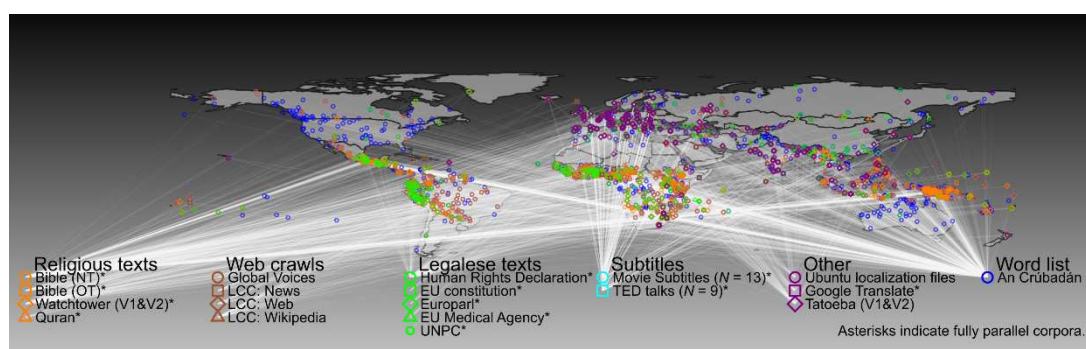 Religious texts
Bible (NT)*
Bible (OT)*
Watchtower (V1&V2)*
Quran*
Web crawls
Global Voices
LCC: News
LCC: Web
LCC: Wikipedia
Legalese texts
Human Rights Declaration*
EU constitution*
Europarl*
EU Medical Agency*
UNPC*
Subtitles
Movie Subtitles (N = 13)*
TED talks (N = 9)*
Other
Ubuntu localization files
Google Translate*
Tatoeba (V1&V2)
Word list
An Crúbadán
Asterisks indicate fully parallel corpora.